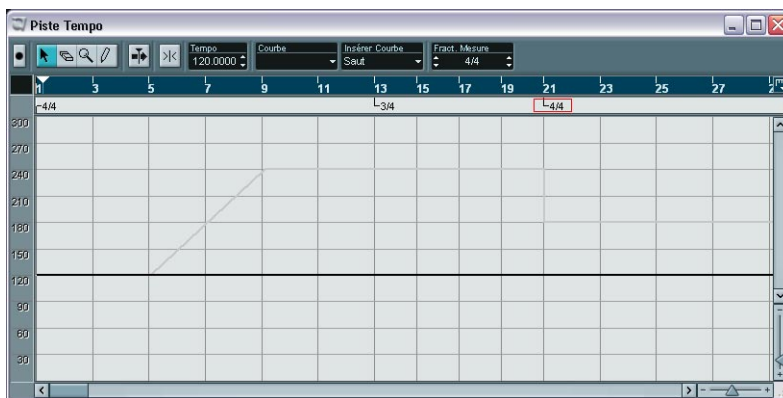 Piste Tempo
Tempo Courbe Insérer Courbe Fract. Mesure
120.0000 Saut 4/4
1 3 5 7 9 11 13 15 17 19 21 23 25 27
4/4 3/4 4/4
300
270
240
210
180
150
120
90
60
30